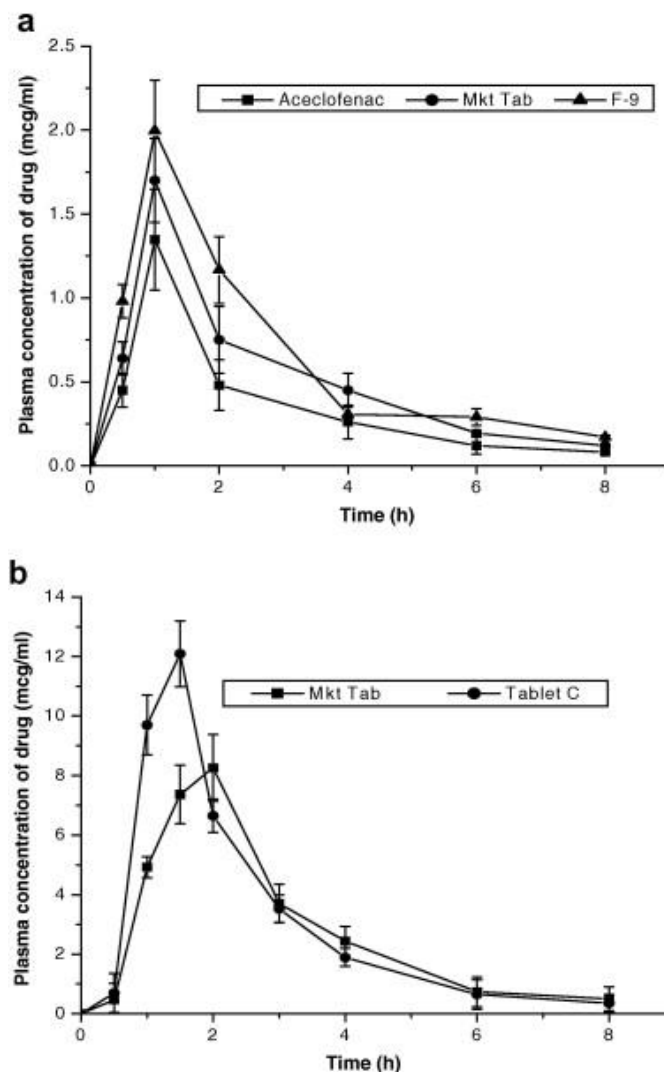 a
2.5
2.0
1.5
1.0
0.5
0.0
Plasma concentration of drug (mcg/ml)
Aceclofenac Mkt Tab F-9
0 2 4 6 8
Time (h)
b
14
12
10
8
6
4
2
0
Plasma concentration of drug (mcg/ml)
Mkt Tab Tablet C
0 2 4 6 8
Time (h)